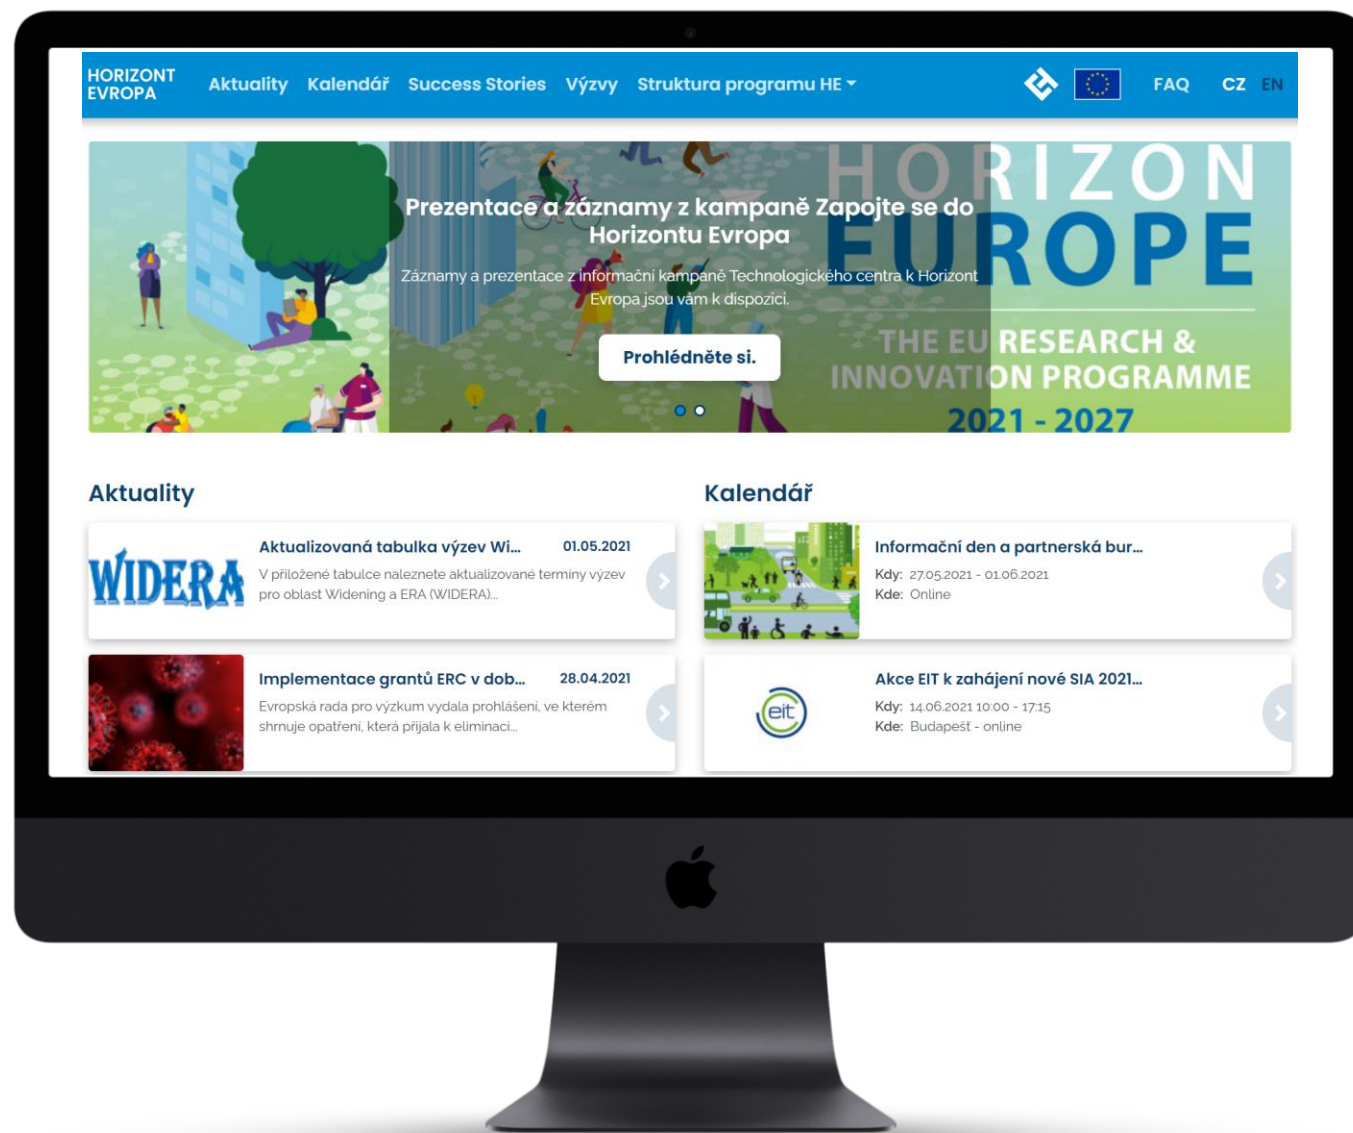 HORIZONT
EVROPA
Aktuality Kalendář Success Stories Výzvy Struktura programu HE
FAQ CZ EN
HORIZON
EUROPE
THE EU RESEARCH &
INNOVATION PROGRAMME
2021 - 2027
Prezentace a záznamy z kampaně Zapojte se do
Horizontu Evropa
Záznamy a prezentace z informační kampaně Technologického centra k Horizont
Evropa jsou vám k dispozici.
Prohlédněte si.
Aktuality
WIDERA
Aktualizovaná tabulka výzev Wi... 01.05.2021
V přiložené tabulce naleznete aktualizované termíny výzev
pro oblast Widening a ERA (WIDERA)...
Implementace grantů ERC v dob... 28.04.2021
Evropská rada pro výzkum vydala prohlášení, ve kterém
shrnuje opatření, která přijala k eliminaci...
Kalendář
Informační den a partnerská bur...
Kdy: 27.05.2021 - 01.06.2021
Kde: Online
eit
Akce EIT k zahájení nové SIA 2021...
Kdy: 14.06.2021 10:00 - 17:15
Kde: Budapešť - online